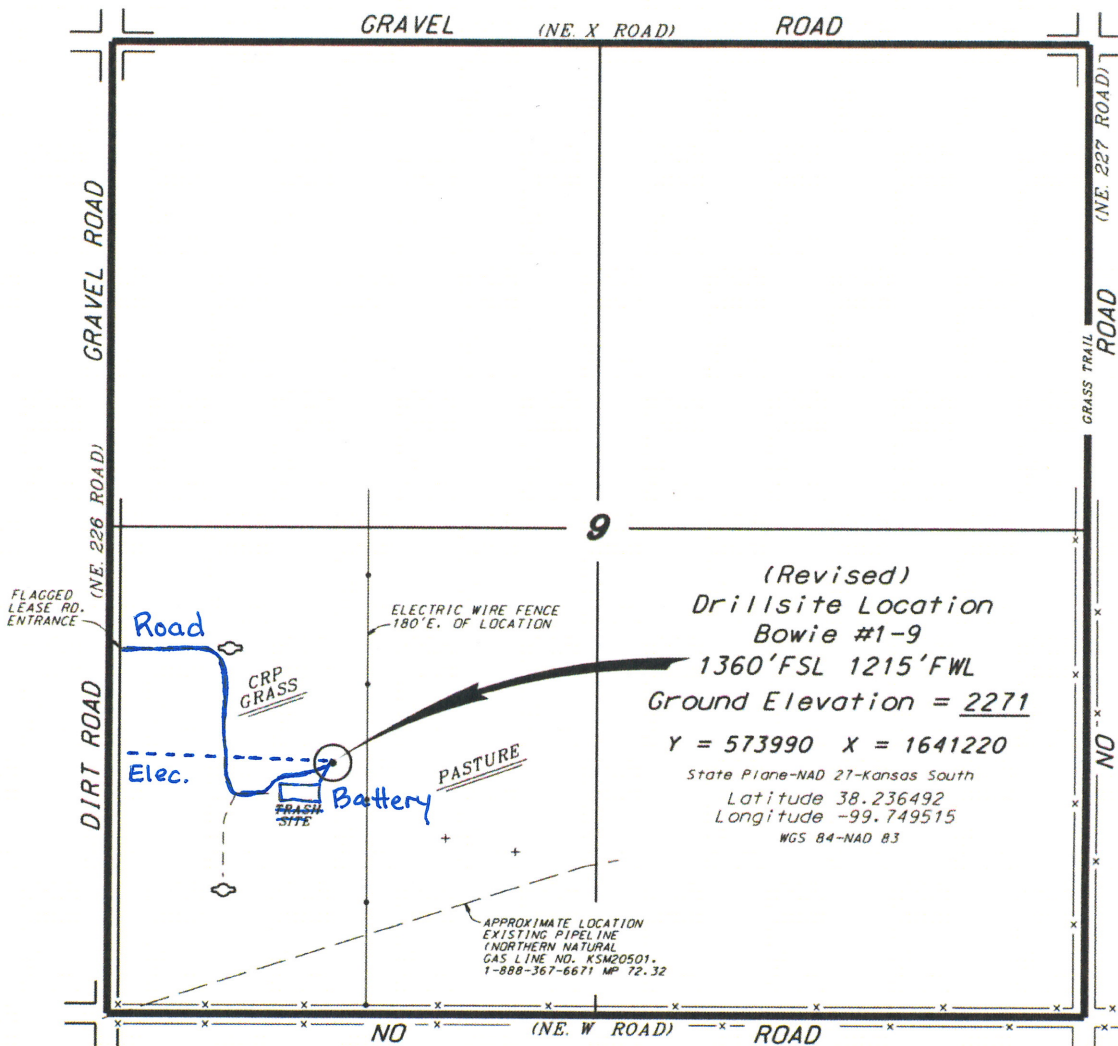 GRAVEL (NE. X ROAD) ROAD
(NE. 227 ROAD)
GRAVEL ROAD
ROAD
GRASS TRAIL
(NE. 226 ROAD)
9
(Revised)
Drillsite Location
Bowie #1-9
1360'FSL 1215'FWL
Ground Elevation = 2271
Y = 573990 X = 1641220
State Plane-NAD 27-Kansas South
Latitude 38.236492
Longitude -99.749515
WGS 84-NAD 83
FLAGGED
LEASE RD.
ENTRANCE
ELECTRIC WIRE FENCE
180'E. OF LOCATION
Road
CRP
GRASS
DIRT ROAD
Elec.
PASTURE
NO
Battery
TRASH
SITE
APPROXIMATE LOCATION
EXISTING PIPELINE
(NORTHERN NATURAL
GAS LINE NO. KSM20501.
1-888-367-6671 MP 72.32
NO (NE. W ROAD) ROAD